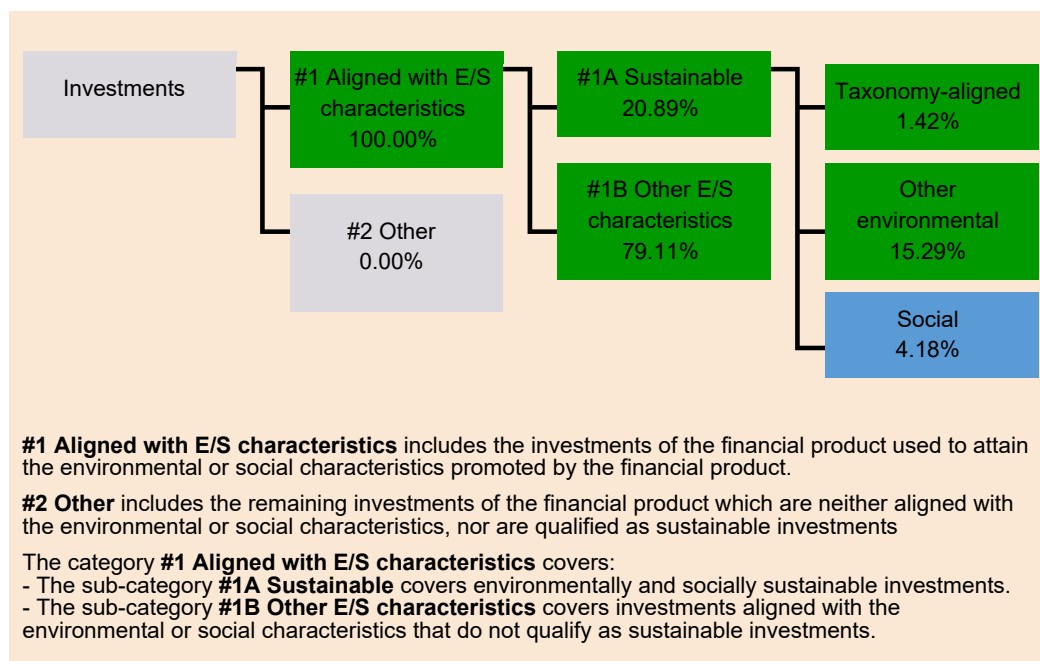 Investments
#1 Aligned with E/S
characteristics
100.00%
#2 Other
0.00%
#1A Sustainable
20.89%
#1B Other E/S
characteristics
79.11%
Taxonomy-aligned
1.42%
Other
environmental
15.29%
Social
4.18%
#1 Aligned with E/S characteristics includes the investments of the financial product used to attain
the environmental or social characteristics promoted by the financial product.
#2 Other includes the remaining investments of the financial product which are neither aligned with
the environmental or social characteristics, nor are qualified as sustainable investments
The category #1 Aligned with E/S characteristics covers:
- The sub-category #1A Sustainable covers environmentally and socially sustainable investments.
- The sub-category #1B Other E/S characteristics covers investments aligned with the
environmental or social characteristics that do not qualify as sustainable investments.